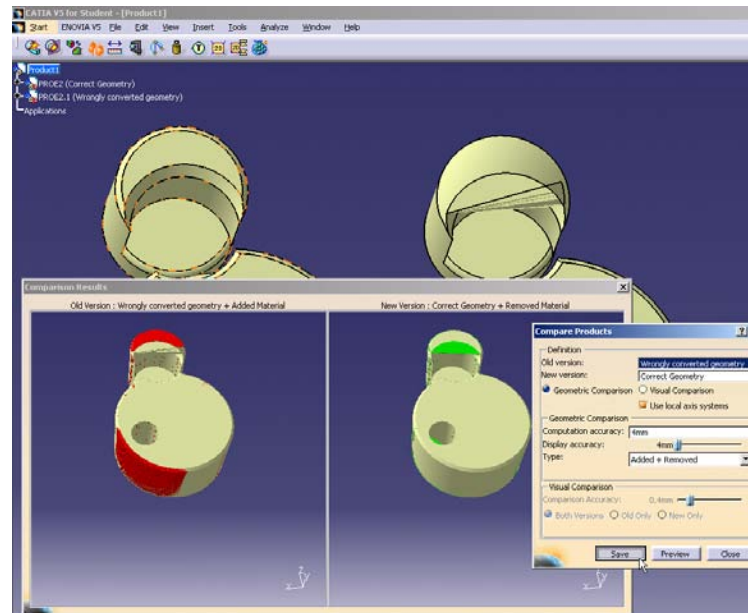 CATIA V5 for Student - [Product1]
Start ENOVIA V5 File Edit View Insert Tools Analyze Window Help
Product1
PROE2 (Correct Geometry)
PROE2.1 (Wrongly converted geometry)
Applications
Comparison Results
Old Version : Wrongly converted geometry + Added Material
New Version : Correct Geometry + Removed Material
Compare Products
Definition
Old version: Wrongly converted geometry
New version: Correct Geometry
Geometric Comparison Visual Comparison
Use local axis systems
Geometric Comparison
Computation accuracy: 4mm
Display accuracy: 4mm
Type: Added + Removed
Visual Comparison
Comparison Accuracy: 0,4mm
Both Versions Old Only New Only
Save Preview Close